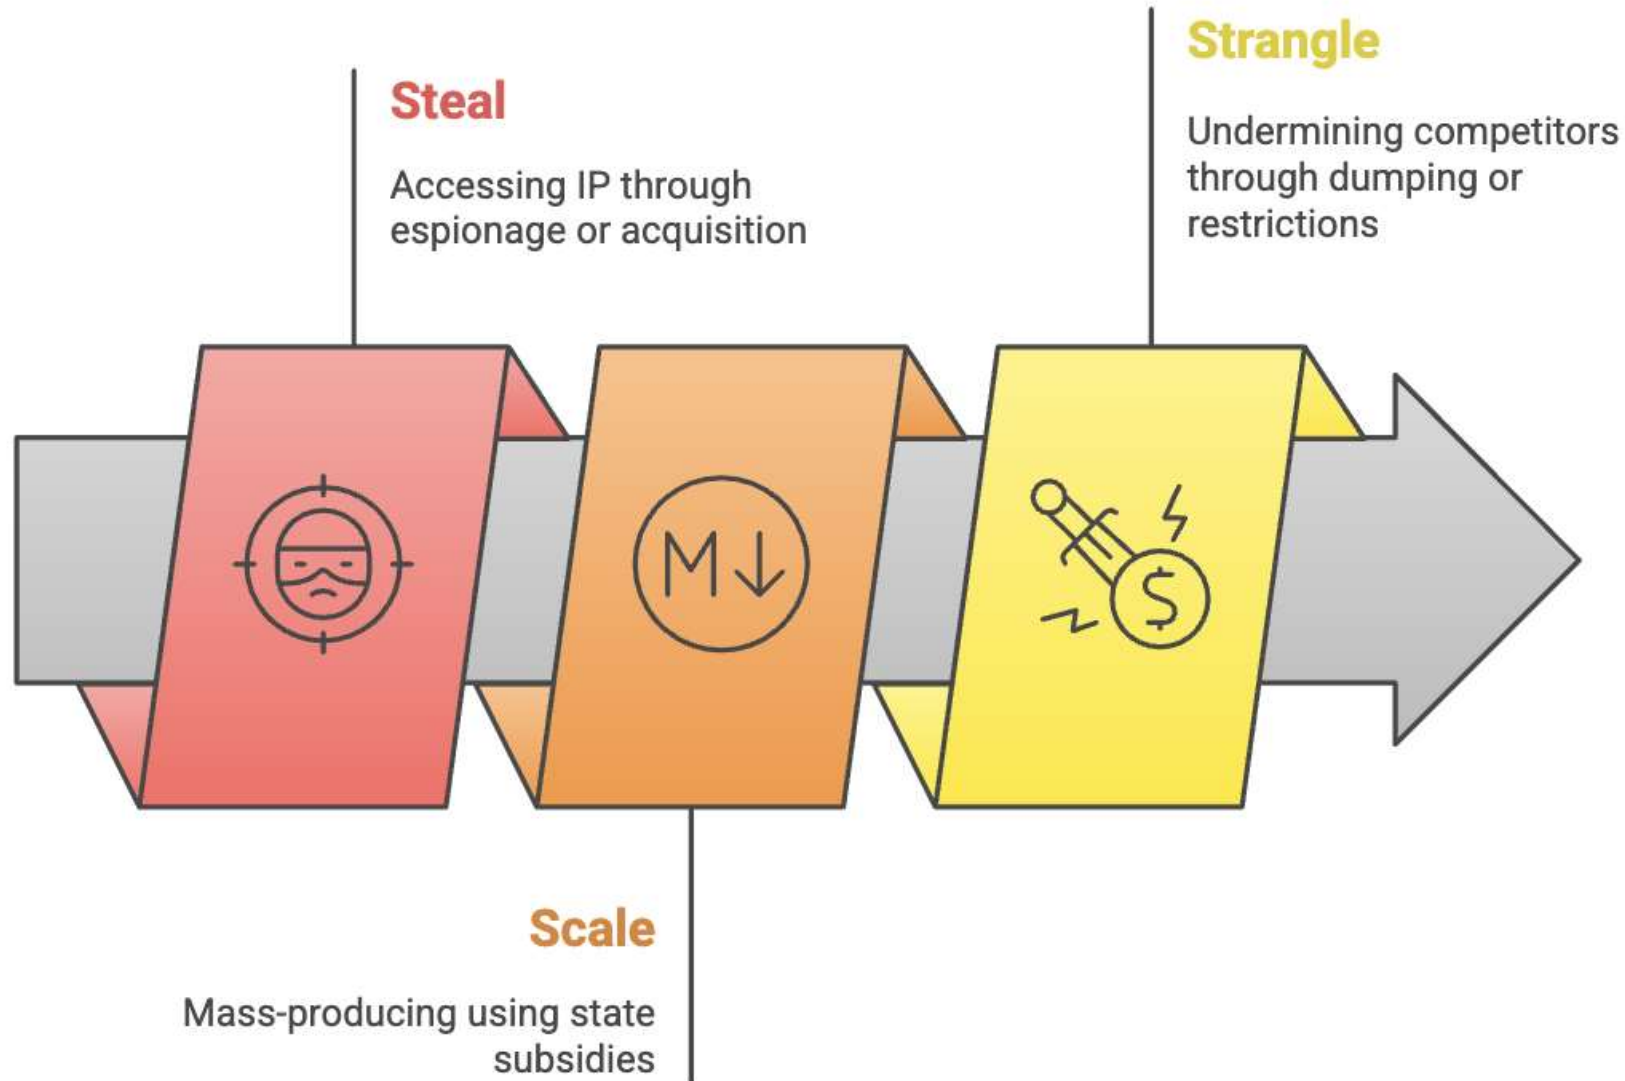 Strangle
Undermining competitors
through dumping or
restrictions
Steal
Accessing IP through
espionage or acquisition
M↓
$
Scale
Mass-producing using state
subsidies